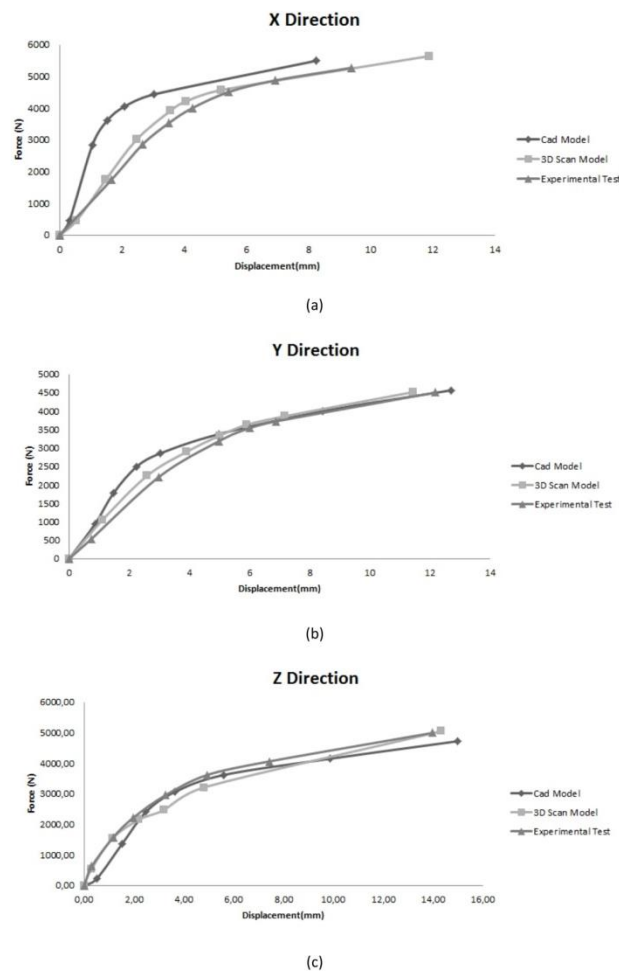 X Direction
6000
5000
4000
3000
2000
1000
0
Force (N)
0 2 4 6 8 10 12 14
Displacement(mm)
Cad Model
3D Scan Model
Experimental Test
(a)
Y Direction
5000
4500
4000
3500
3000
2500
2000
1500
1000
500
0
Force (N)
0 2 4 6 8 10 12 14
Displacement(mm)
Cad Model
3D Scan Model
Experimental Test
(b)
Z Direction
6000,00
5000,00
4000,00
3000,00
2000,00
1000,00
0,00
Force (N)
0,00 2,00 4,00 6,00 8,00 10,00 12,00 14,00 16,00
Displacement(mm)
Cad Model
3D Scan Model
Experimental Test
(c)